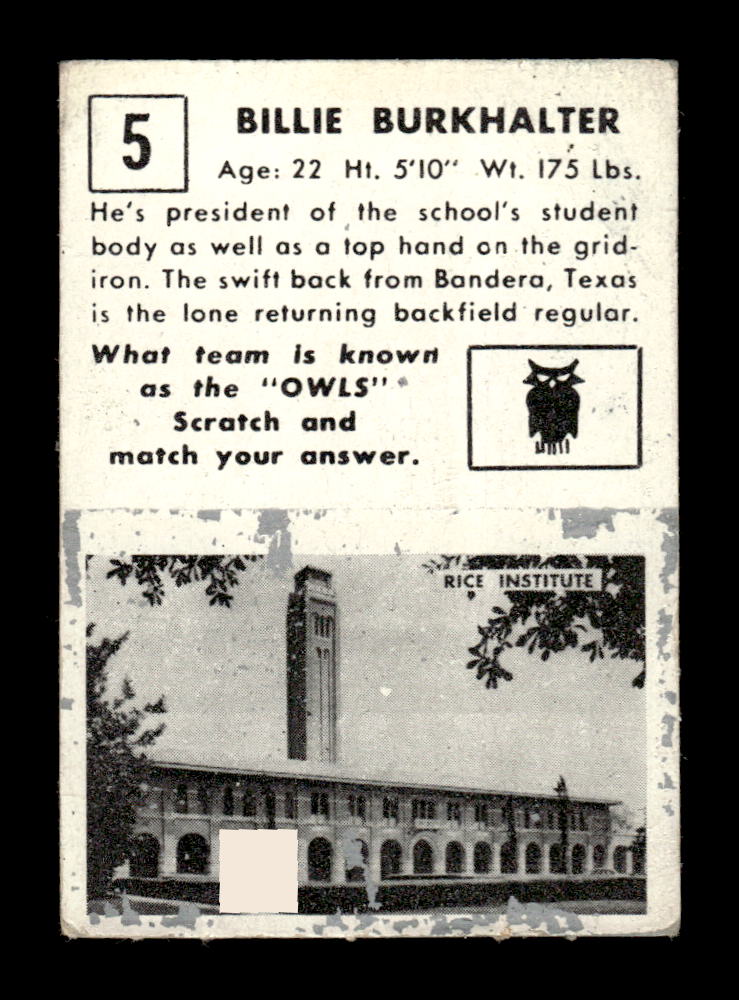 5
BILLIE BURKHALTER
Age: 22 Ht. 5'10" Wt. 175 Lbs.
He's president of the school's student
body as well as a top hand on the grid-
iron. The swift back from Bandera, Texas
is the lone returning backfield regular.
What team is known
as the "OWLS"
Scratch and
match your answer.
RICE INSTITUTE